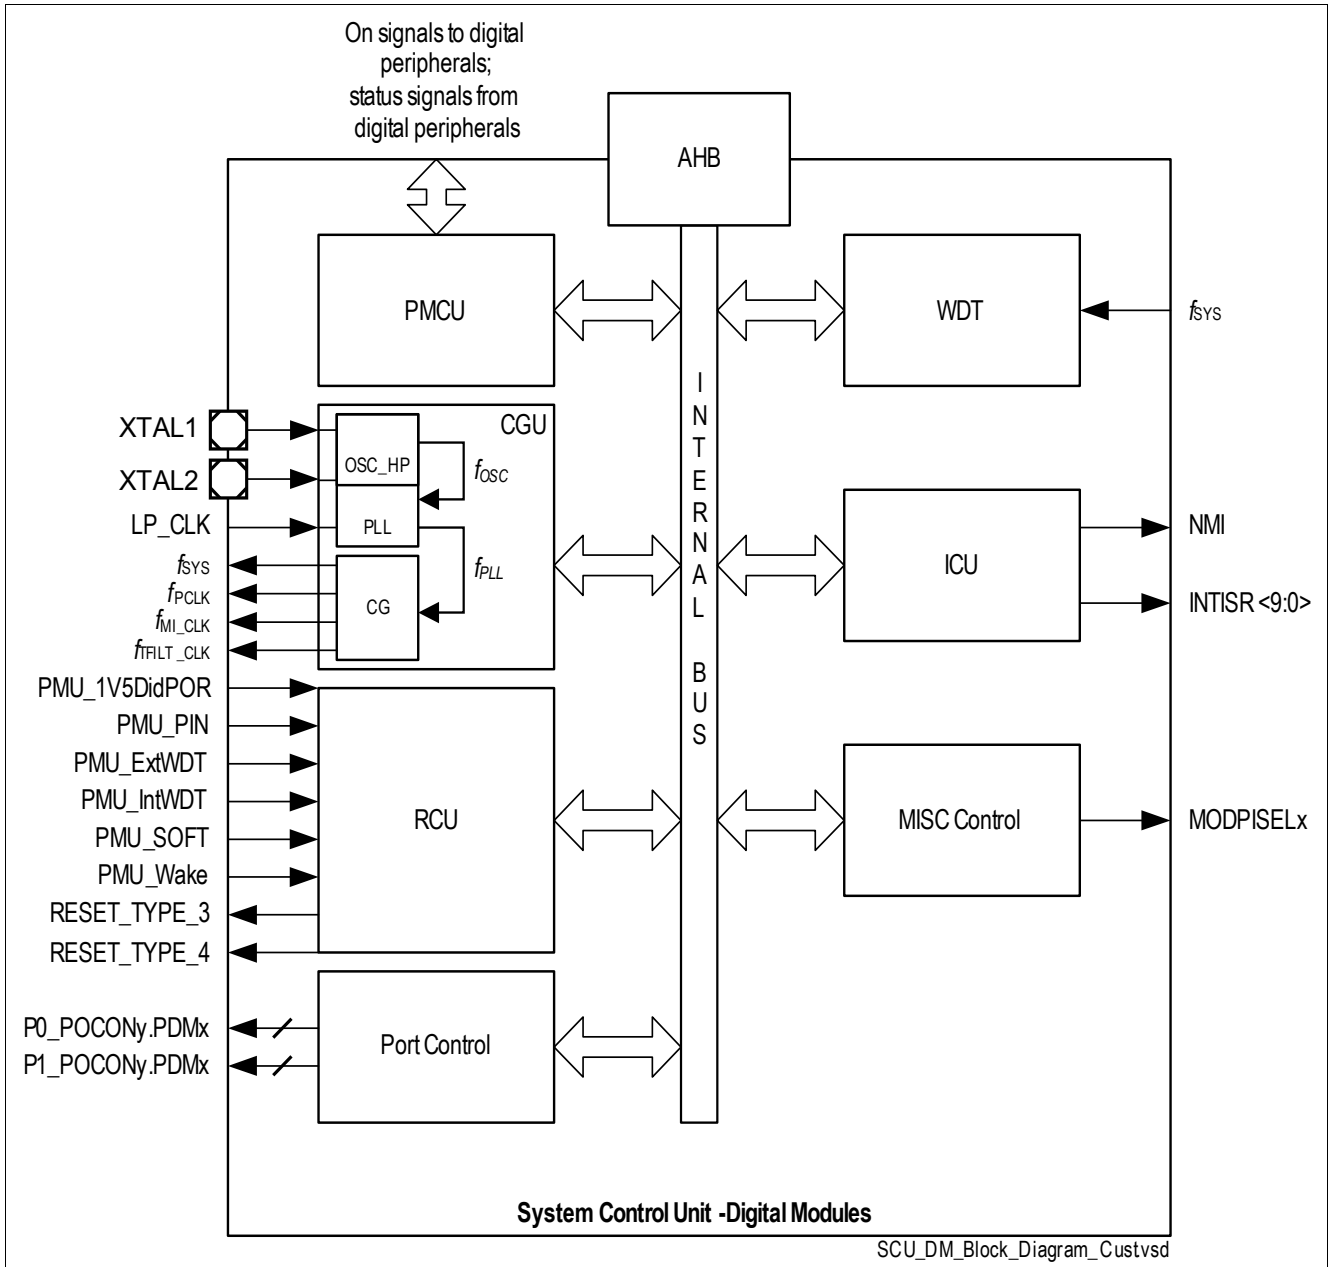 On signals to digital
peripherals;
status signals from
digital peripherals
AHB
PMCU
WDT
fSYS
XTAL1
XTAL2
LP_CLK
fSYS
fPCLK
fMI_CLK
fTFILT_CLK
CGU
OSC_HP
fOSC
PLL
fPLL
CG
INTERNAL BUS
ICU
NMI
INTISR <9:0>
PMU_1V5DidPOR
PMU_PIN
PMU_ExtWDT
PMU_IntWDT
PMU_SOFT
PMU_Wake
RESET_TYPE_3
RESET_TYPE_4
RCU
MISC Control
MODPISELx
P0_POCONy.PDMx
P1_POCONy.PDMx
Port Control
System Control Unit -Digital Modules
SCU_DM_Block_Diagram_Custvsd